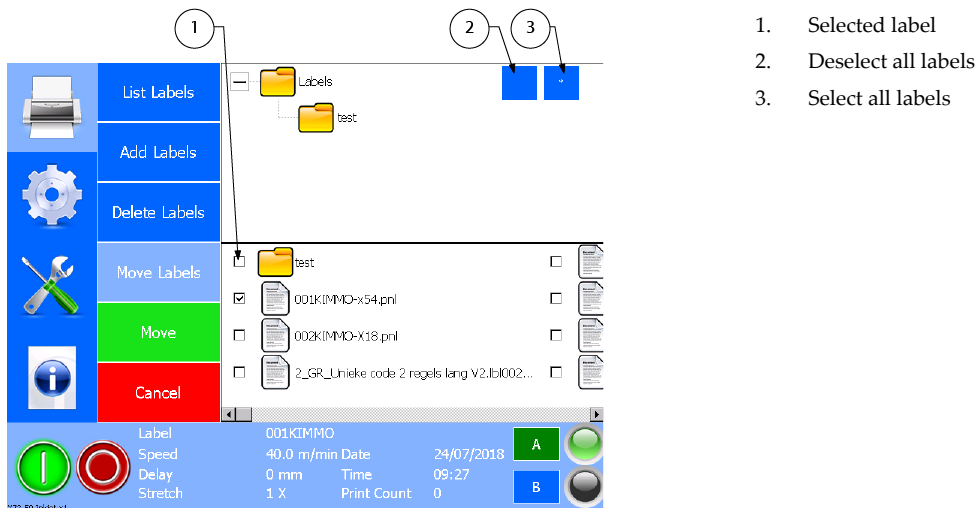 1
2
3
1. Selected label
2. Deselect all labels
3. Select all labels
List Labels
Add Labels
Delete Labels
Move Labels
Move
Cancel
Labels
test
test
001KIMMO-x54.pnl
002KIMMO-X18.pnl
2_GR_Unieke code 2 regels lang V2.lbl002...
Label 001KIMMO
Speed 40.0 m/min Date 24/07/2018
Delay 0 mm Time 09:27
Stretch 1 X Print Count 0
A
B